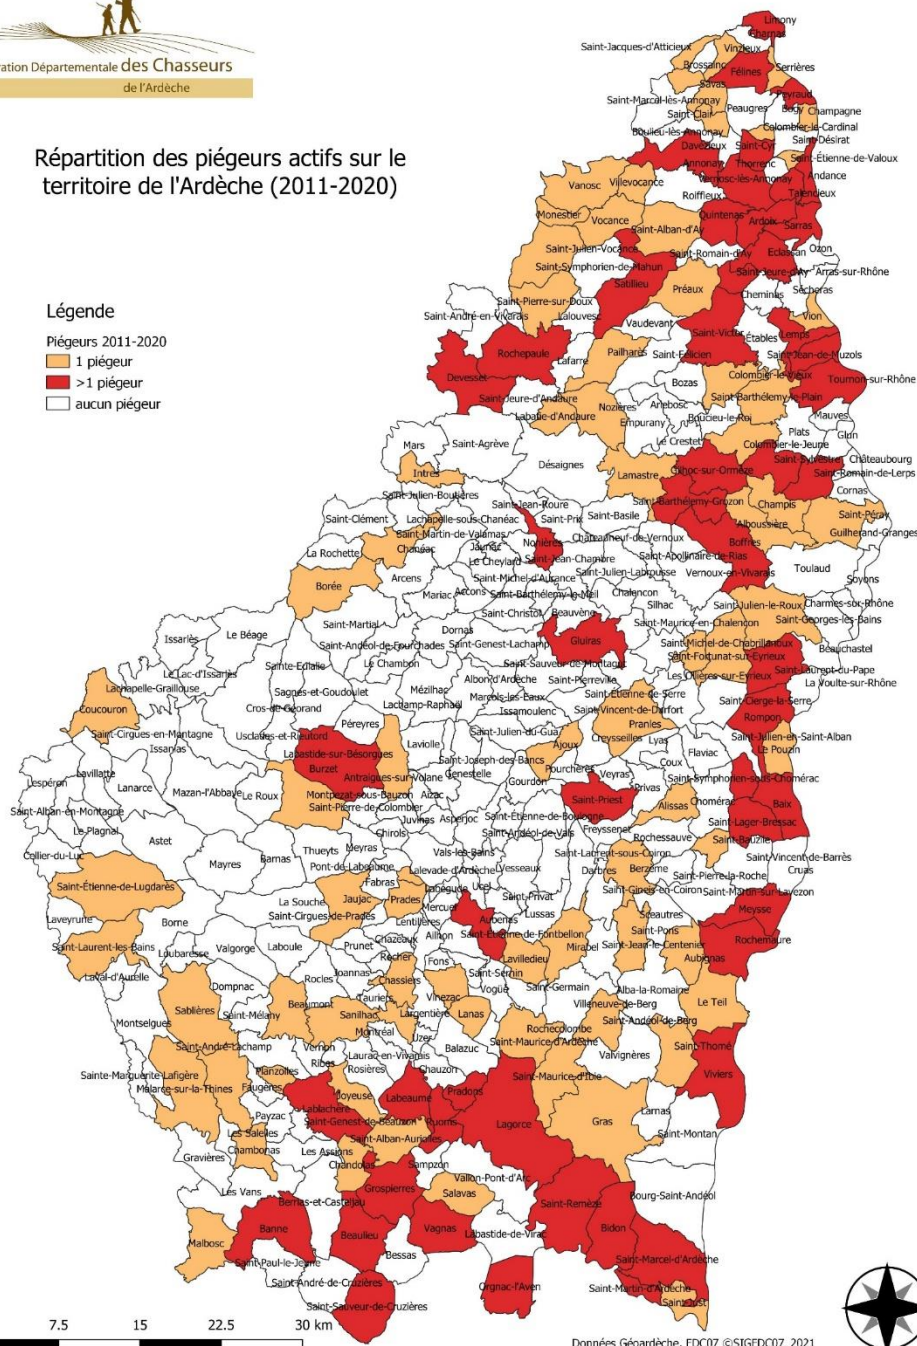 ation Départementale des Chasseurs
de l'Ardèche
Répartition des piégeurs actifs sur le
territoire de l'Ardèche (2011-2020)
Légende
Piégeurs 2011-2020
1 piégeur
>1 piégeur
aucun piégeur
Limony
Charnas
Saint-Jacques-d'Atticieux
Vinzieux
Brossainc
Félines
Serrières
Savas
Peyraud
Saint-Marcel-lès-Annonay
Peaugres
Bogy
Champagne
Saint-Clair
Colombier-le-Cardinal
Boulieu-lès-Annonay
Saint-Désirat
Davézieux
Saint-Cyr
Saint-Étienne-de-Valoux
Annonay
Thorrenc
Andance
Vernosc-lès-Annonay
Vanosc
Villevocance
Roiffieux
Talencieux
Monestier
Vocance
Quintenas
Ardoix
Sarras
Saint-Alban-d'Ay
Saint-Julien-Vocance
Saint-Romain-d'Ay
Eclassan
Ozon
Saint-Symphorien-de-Mahun
Saint-Jeure-d'Ay
Arras-sur-Rhône
Satillieu
Préaux
Cheminas
Sécheras
Saint-Pierre-sur-Doux
Saint-André-en-Vivarais
Lalouvesc
Vaudevant
Saint-Victor
Étables
Lemps
Vion
Rochepaule
Lafarre
Pailharès
Saint-Félicien
Saint-Jean-de-Muzols
Devesset
Bozas
Colombier-le-Vieux
Tournon-sur-Rhône
Saint-Jeure-d'Andaure
Nozières
Arlebosc
Saint-Barthélemy-le-Plain
Labatie-d'Andaure
Empurany
Boucieu-le-Roi
Mauves
Mars
Saint-Agrève
Le Crestet
Plats
Glun
Colombier-le-Jeune
Désaignes
Saint-Sylvestre
Châteaubourg
Intres
Lamastre
Gilhoc-sur-Ormèze
Saint-Romain-de-Lerps
Cornas
Saint-Julien-Boutières
Saint-Jean-Roure
Saint-Barthélemy-Grozon
Champis
Saint-Péray
Saint-Clément
Lachapelle-sous-Chanéac
Saint-Prix
Saint-Basile
Alboussière
Guilherand-Granges
Saint-Martin-de-Valamas
Châteauneuf-de-Vernoux
La Rochette
Chanéac
Jaunac
Nonières
Boffres
Le Cheylard
Saint-Jean-Chambre
Saint-Apollinaire-de-Rias
Toulaud
Borée
Arcens
Saint-Michel-d'Aurance
Saint-Julien-Labrousse
Vernoux-en-Vivarais
Soyons
Mariac
Accons
Saint-Barthélemy-le-Meil
Chalencon
Silhac
Saint-Julien-le-Roux
Charmes-sur-Rhône
Saint-Christol
Beauvène
Saint-Maurice-en-Chalencon
Saint-Georges-les-Bains
Saint-Martial
Dornas
Issarlès
Le Béage
Saint-Andéol-de-Fourchades
Saint-Genest-Lachamp
Gluiras
Saint-Michel-de-Chabrillanoux
Beauchastel
Saint-Fortunat-sur-Eyrieux
Le Lac-d'Issarlès
Sainte-Eulalie
Le Chambon
Saint-Sauveur-de-Montagut
Saint-Laurent-du-Pape
Lachapelle-Graillouse
Albon-d'Ardèche
Saint-Pierreville
Les Ollières-sur-Eyrieux
La Voulte-sur-Rhône
Coucouron
Sagnes-et-Goudoulet
Mézilhac
Marcols-les-Eaux
Saint-Étienne-de-Serre
Saint-Cierge-la-Serre
Cros-de-Géorand
Lachamp-Raphaël
Issamoulenc
Saint-Vincent-de-Durfort
Rompon
Saint-Cirgues-en-Montagne
Usclades-et-Rieutord
Péreyres
Saint-Julien-du-Gua
Pranles
Creysseilles
Lyas
Saint-Julien-en-Saint-Alban
Issanlas
Labastide-sur-Bésorgues
Laviolle
Ajoux
Flaviac
Le Pouzin
Burzet
Saint-Joseph-des-Bancs
Pourchères
Coux
Lespéron
Lavillatte
Antraigues-sur-Volane
Genestelle
Gourdon
Veyras
Privas
Saint-Symphorien-sous-Chomérac
Lanarce
Mazan-l'Abbaye
Le Roux
Montpezat-sous-Bauzon
Aizac
Saint-Priest
Alissas
Chomérac
Baix
Saint-Alban-en-Montagne
Saint-Pierre-de-Colombier
Juvinas
Asperjoc
Saint-Étienne-de-Boulogne
Saint-Lager-Bressac
Le Plagnal
Chirols
Saint-Andéol-de-Vals
Freyssenet
Rochessauve
Saint-Bauzile
Astet
Thueyts
Meyras
Vals-les-Bains
Saint-Laurent-sous-Coiron
Saint-Vincent-de-Barrès
Cellier-du-Luc
Mayres
Barnas
Pont-de-Labeaume
Lalevade-d'Ardèche
Vesseaux
Darbres
Berzème
Saint-Pierre-la-Roche
Cruas
Saint-Étienne-de-Lugdarès
Fabras
Labégude
Ucel
Saint-Gineis-en-Coiron
Saint-Martin-sur-Lavezon
La Souche
Jaujac
Prades
Mercuer
Saint-Privat
Meysse
Laveyrune
Borne
Saint-Cirgues-de-Prades
Lentillères
Aubenas
Lussas
Sceautres
Chazeaux
Ailhon
Saint-Étienne-de-Fontbellon
Saint-Pons
Rochemaure
Saint-Laurent-les-Bains
Valgorge
Laboule
Prunet
Mirabel
Saint-Jean-le-Centenier
Loubaresse
Rocher
Fons
Lavilledieu
Aubignas
Laval-d'Aurelle
Joannas
Saint-Sernin
Dompnac
Rocles
Chassiers
Vogüé
Saint-Germain
Alba-la-Romaine
Tauriers
Vinezac
Le Teil
Sablières
Beaumont
Villeneuve-de-Berg
Montselgues
Saint-Mélany
Sanilhac
Largentière
Lanas
Rochecolombe
Saint-Andéol-de-Berg
Montréal
Uzer
Saint-Maurice-d'Ardèche
Saint-André-Lachamp
Vernon
Balazuc
Valvignères
Saint-Thomé
Ribes
Laurac-en-Vivarais
Sainte-Marguerite-Lafigère
Planzolles
Rosières
Chauzon
Saint-Maurice-d'Ibie
Viviers
Malarce-sur-la-Thines
Faugères
Joyeuse
Labeaume
Pradons
Payzac
Lablachère
Larnas
Saint-Genest-de-Beauzon
Ruoms
Lagorce
Gras
Les Salelles
Saint-Alban-Auriolles
Saint-Montan
Chambonas
Les Assions
Gravières
Chandolas
Sampzon
Vallon-Pont-d'Arc
Les Vans
Grospierres
Salavas
Bourg-Saint-Andéol
Berrias-et-Casteljau
Saint-Remèze
Malbosc
Banne
Beaulieu
Vagnas
Labastide-de-Virac
Bidon
Bessas
Saint-Paul-le-Jeune
Saint-Marcel-d'Ardèche
Saint-André-de-Cruzières
Orgnac-l'Aven
Saint-Martin-d'Ardèche
Saint-Sauveur-de-Cruzières
Saint-Just
7.5 15 22.5 30 km
Données Géoardèche, FDC07 ©SIGFDC07, 2021